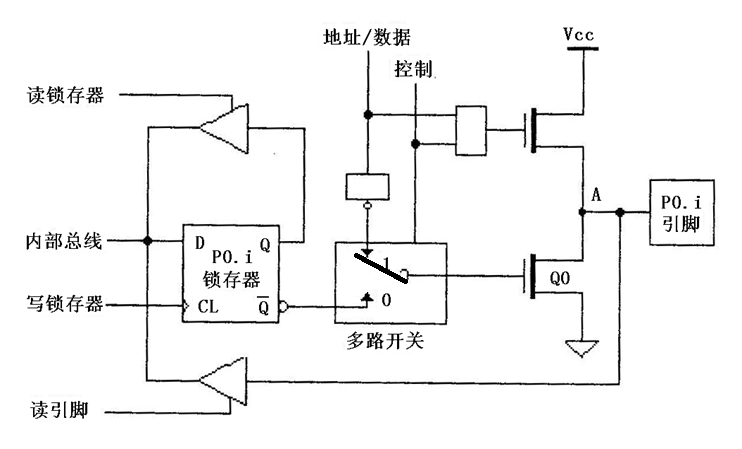 地址/数据
Vcc
控制
读锁存器
A
P0.i
引脚
内部总线
D
Q
P0.i
锁存器
1
Q0
写锁存器
CL
Q̅
0
多路开关
读引脚